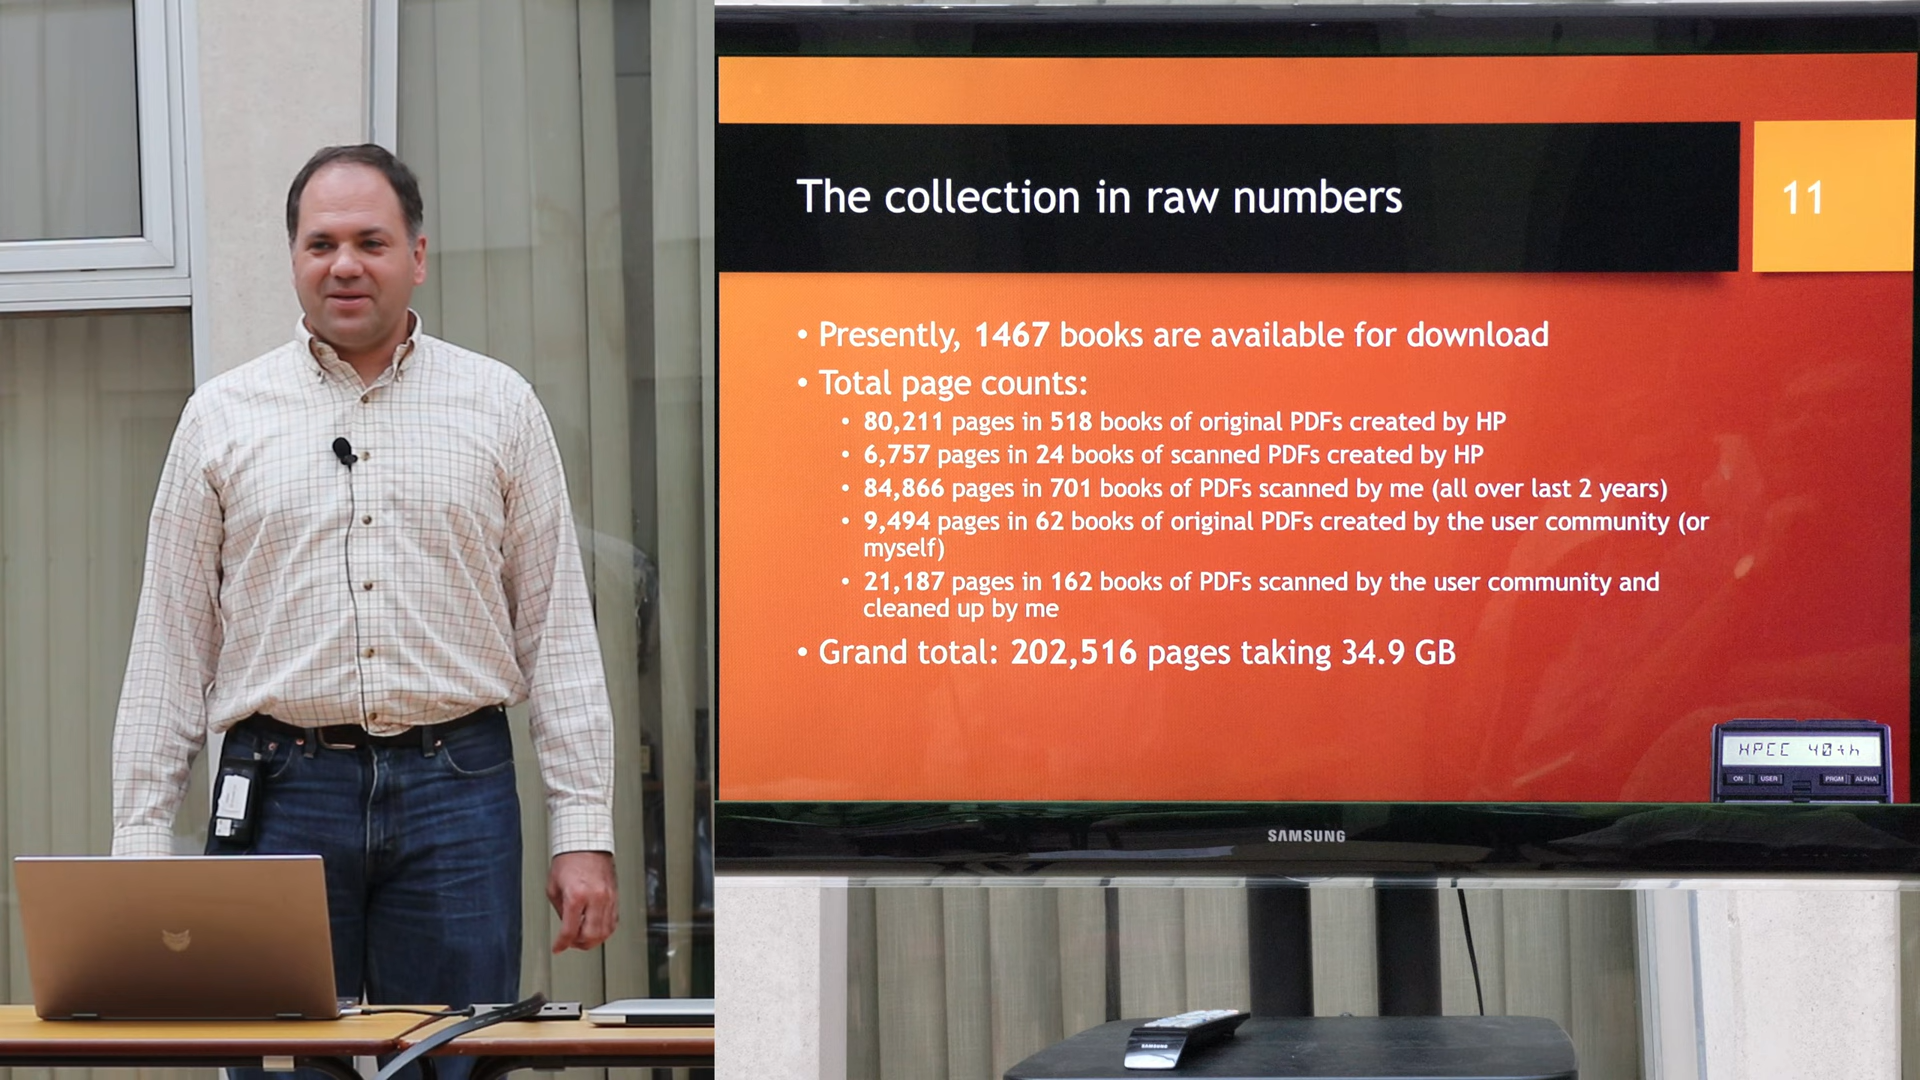 The collection in raw numbers
11
• Presently, 1467 books are available for download
• Total page counts:
• 80,211 pages in 518 books of original PDFs created by HP
• 6,757 pages in 24 books of scanned PDFs created by HP
• 84,866 pages in 701 books of PDFs scanned by me (all over last 2 years)
• 9,494 pages in 62 books of original PDFs created by the user community (or
myself)
• 21,187 pages in 162 books of PDFs scanned by the user community and
cleaned up by me
• Grand total: 202,516 pages taking 34.9 GB
HPCC 40th
ON USER PRGM ALPHA
SAMSUNG
SAMSUNG